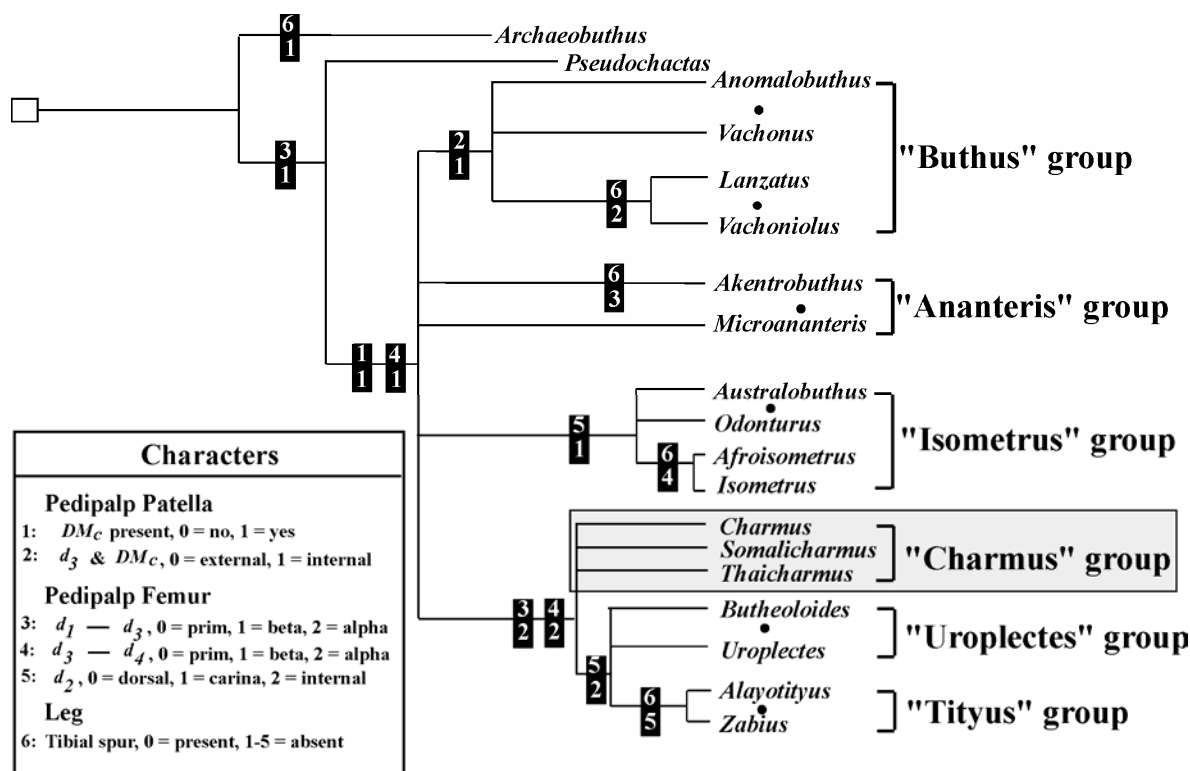 6
1
Archaeobuthus
Pseudochactas
3
1
2
1
Anomalobuthus
Vachonus
6
2
Lanzatus
Vachoniolus
"Buthus" group
6
3
Akentrobuthus
Microananteris
"Ananteris" group
1
1
4
1
5
1
Australobuthus
Odonturus
6
4
Afroisometrus
Isometrus
"Isometrus" group
Charmus
Somalicharmus
Thaicharmus
"Charmus" group
3
2
4
2
Butheoloides
Uroplectes
"Uroplectes" group
5
2
6
5
Alayotityus
Zabius
"Tityus" group
Characters
Pedipalp Patella
1: DMc present, 0 = no, 1 = yes
2: d3 & DMc, 0 = external, 1 = internal
Pedipalp Femur
3: d1 — d3, 0 = prim, 1 = beta, 2 = alpha
4: d3 — d4, 0 = prim, 1 = beta, 2 = alpha
5: d2, 0 = dorsal, 1 = carina, 2 = internal
Leg
6: Tibial spur, 0 = present, 1-5 = absent